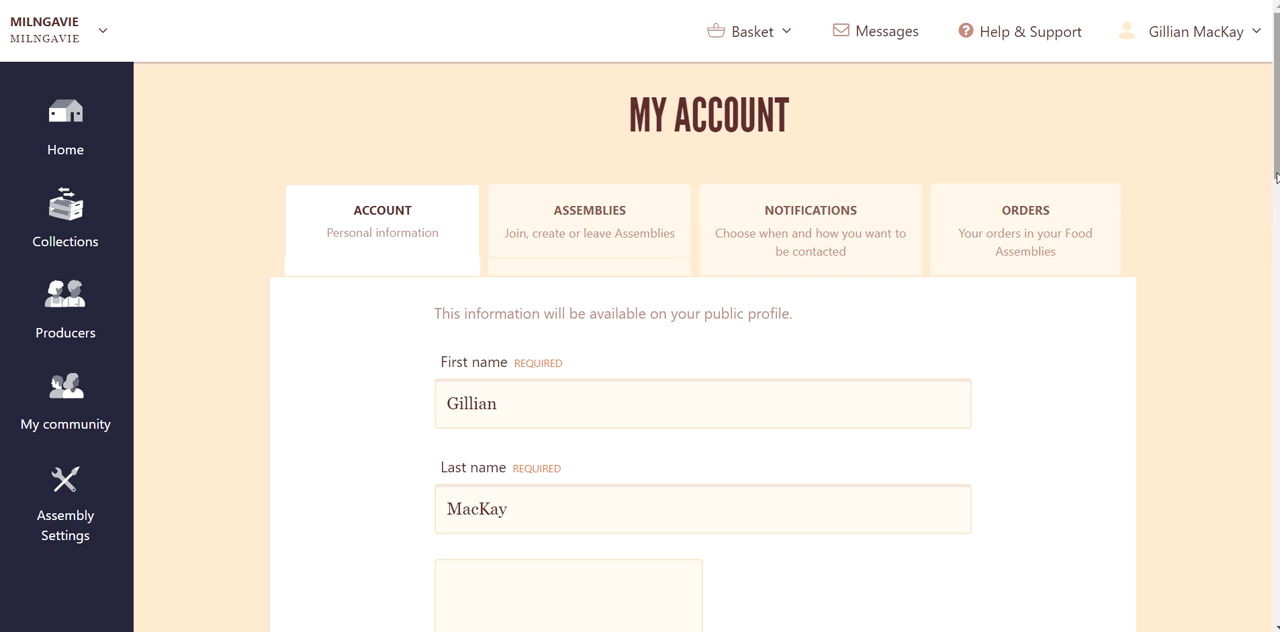 MILNGAVIE
MILNGAVIE
Basket
Messages
Help & Support
Gillian MacKay
Home
Collections
Producers
My community
Assembly
Settings
MY ACCOUNT
ACCOUNT
Personal information
ASSEMBLIES
Join, create or leave Assemblies
NOTIFICATIONS
Choose when and how you want to
be contacted
ORDERS
Your orders in your Food
Assemblies
This information will be available on your public profile.
First name REQUIRED
Gillian
Last name REQUIRED
MacKay